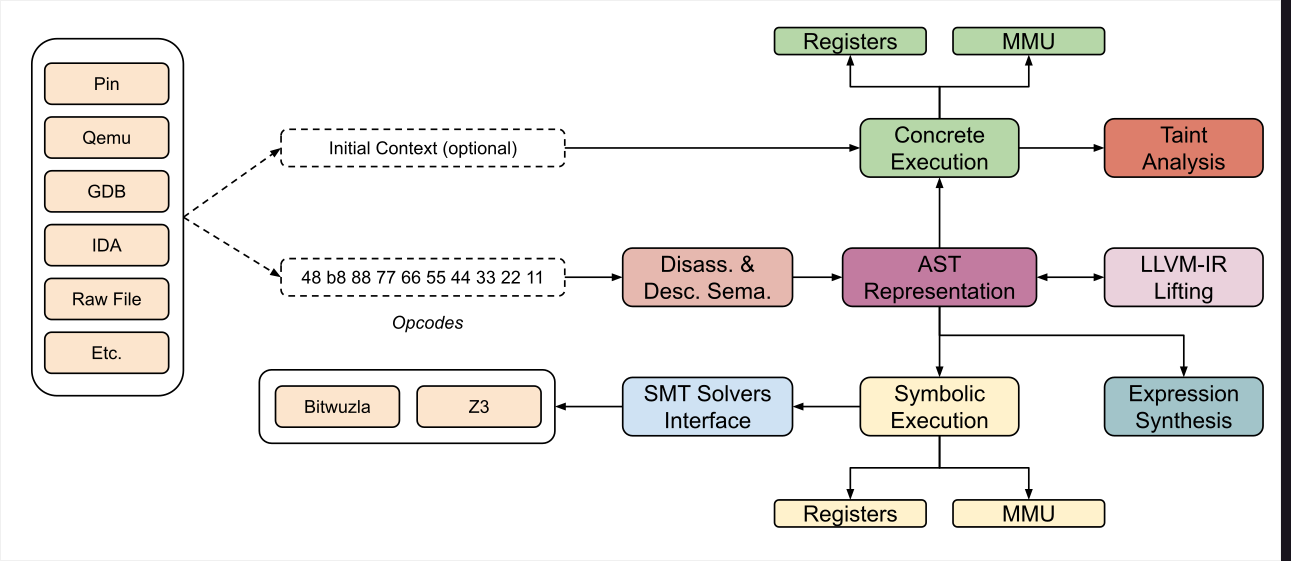 Pin
Qemu
GDB
IDA
Raw File
Etc.
Initial Context (optional)
48 b8 88 77 66 55 44 33 22 11
Opcodes
Bitwuzla
Z3
Disass. &
Desc. Sema.
SMT Solvers
Interface
Registers
MMU
Concrete
Execution
Taint
Analysis
AST
Representation
LLVM-IR
Lifting
Symbolic
Execution
Expression
Synthesis
Registers
MMU